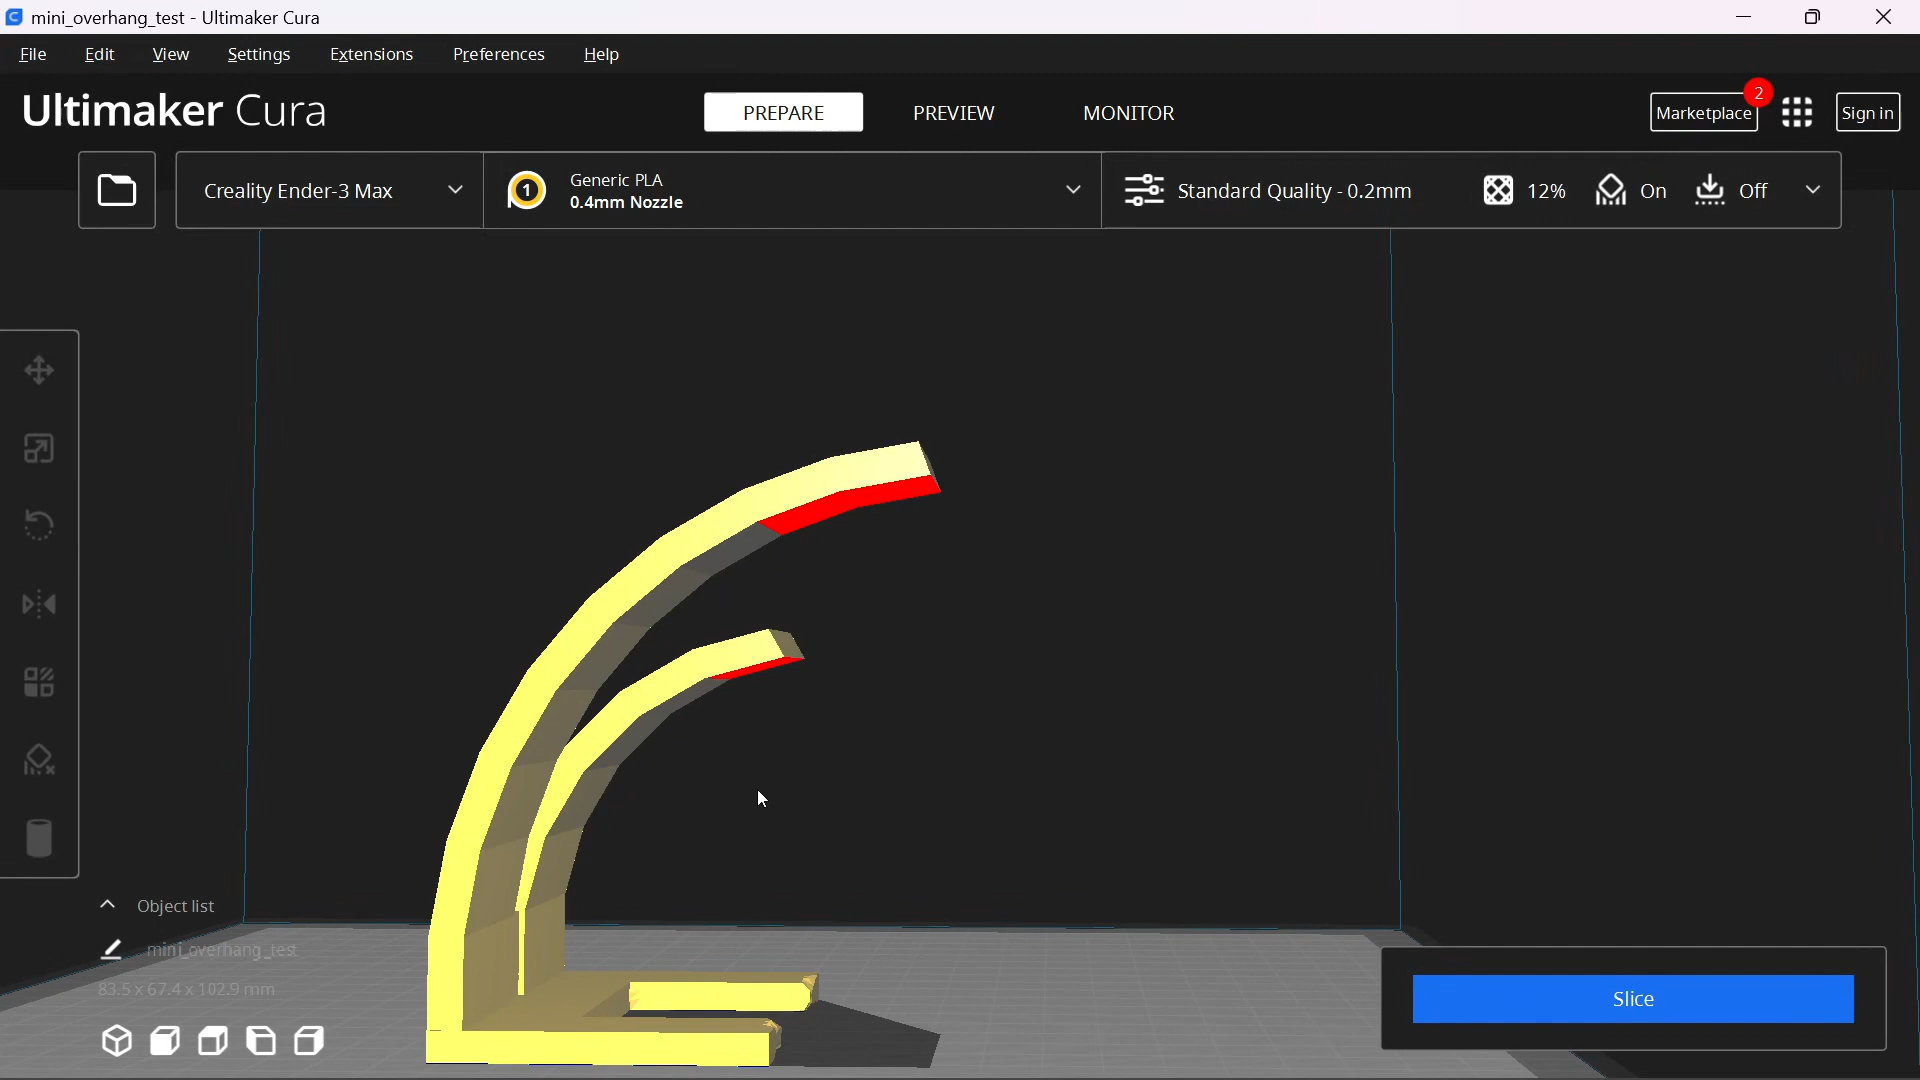 mini_overhang_test - Ultimaker Cura
File Edit View Settings Extensions Preferences Help
Ultimaker Cura
PREPARE PREVIEW MONITOR
Marketplace 2 Sign in
Creality Ender-3 Max
1 Generic PLA
0.4mm Nozzle
Standard Quality - 0.2mm 12% On Off
Object list
mini_overhang_test
83.5 x 67.4 x 102.9 mm
Slice